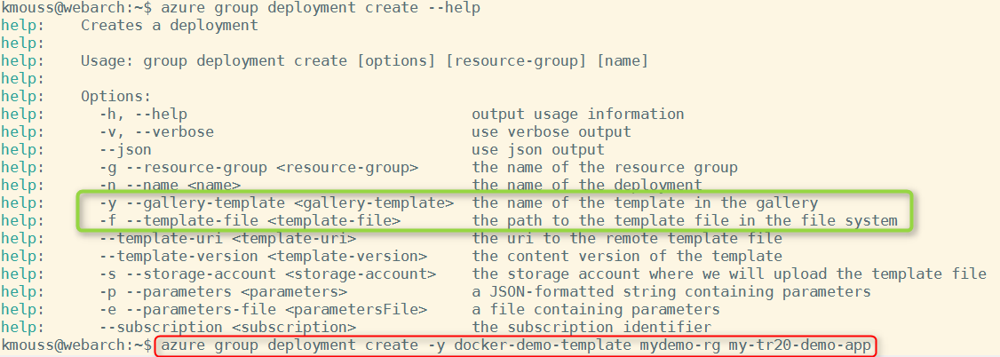 kmouss@webarch:~$ azure group deployment create --help
help:    Creates a deployment
help:
help:    Usage: group deployment create [options] [resource-group] [name]
help:
help:    Options:
help:      -h, --help                                output usage information
help:      -v, --verbose                             use verbose output
help:      --json                                    use json output
help:      -g --resource-group <resource-group>      the name of the resource group
help:      -n --name <name>                          the name of the deployment
help:      -y --gallery-template <gallery-template>  the name of the template in the gallery
help:      -f --template-file <template-file>        the path to the template file in the file system
help:      --template-uri <template-uri>             the uri to the remote template file
help:      --template-version <template-version>     the content version of the template
help:      -s --storage-account <storage-account>    the storage account where we will upload the template file
help:      -p --parameters <parameters>              a JSON-formatted string containing parameters
help:      -e --parameters-file <parametersFile>     a file containing parameters
help:      --subscription <subscription>             the subscription identifier
kmouss@webarch:~$ azure group deployment create -y docker-demo-template mydemo-rg my-tr20-demo-app